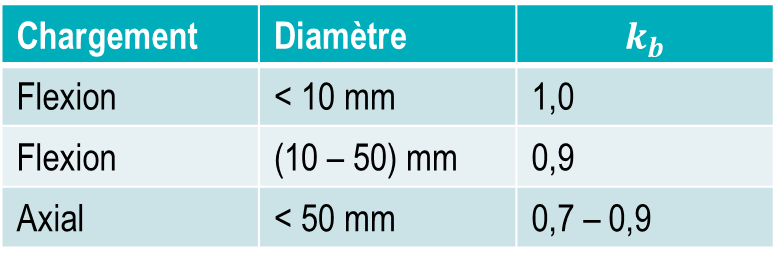 Chargement Diamètre k_b
Flexion < 10 mm 1,0
Flexion (10 – 50) mm 0,9
Axial < 50 mm 0,7 – 0,9